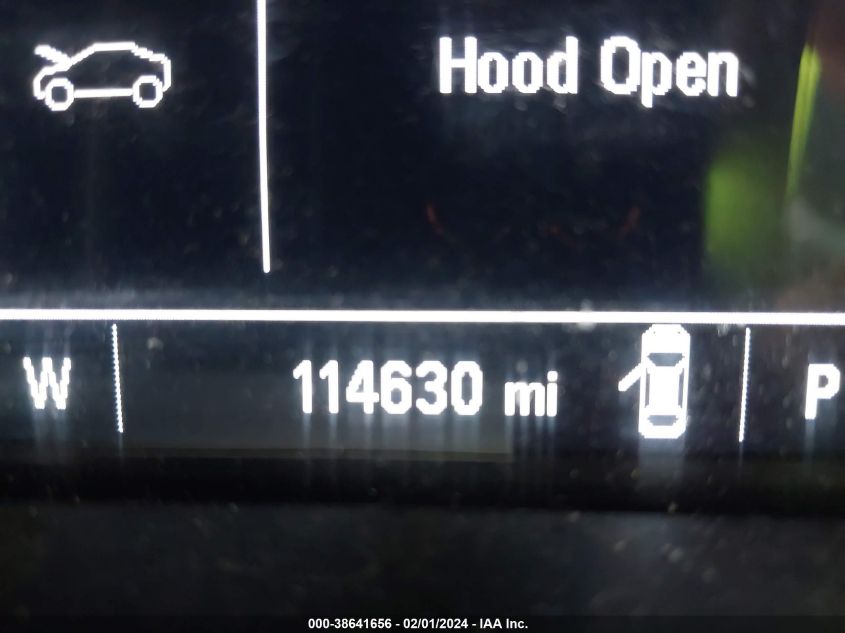 Hood Open
W 114630 mi P
000-38641656 - 02/01/2024 - IAA Inc.